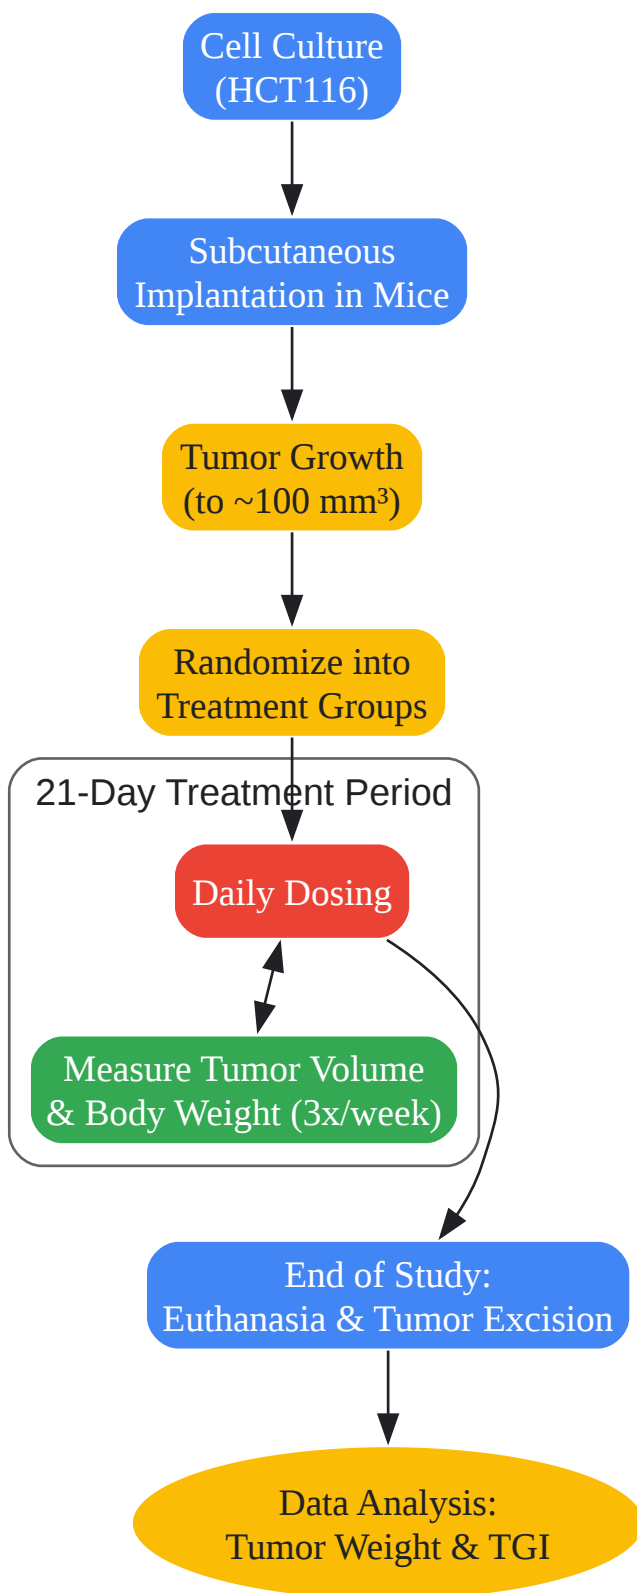 Cell Culture
(HCT116)
Subcutaneous
Implantation in Mice
Tumor Growth
(to ~100 mm³)
Randomize into
Treatment Groups
21-Day Treatment Period
Daily Dosing
Measure Tumor Volume
& Body Weight (3x/week)
End of Study:
Euthanasia & Tumor Excision
Data Analysis:
Tumor Weight & TGI